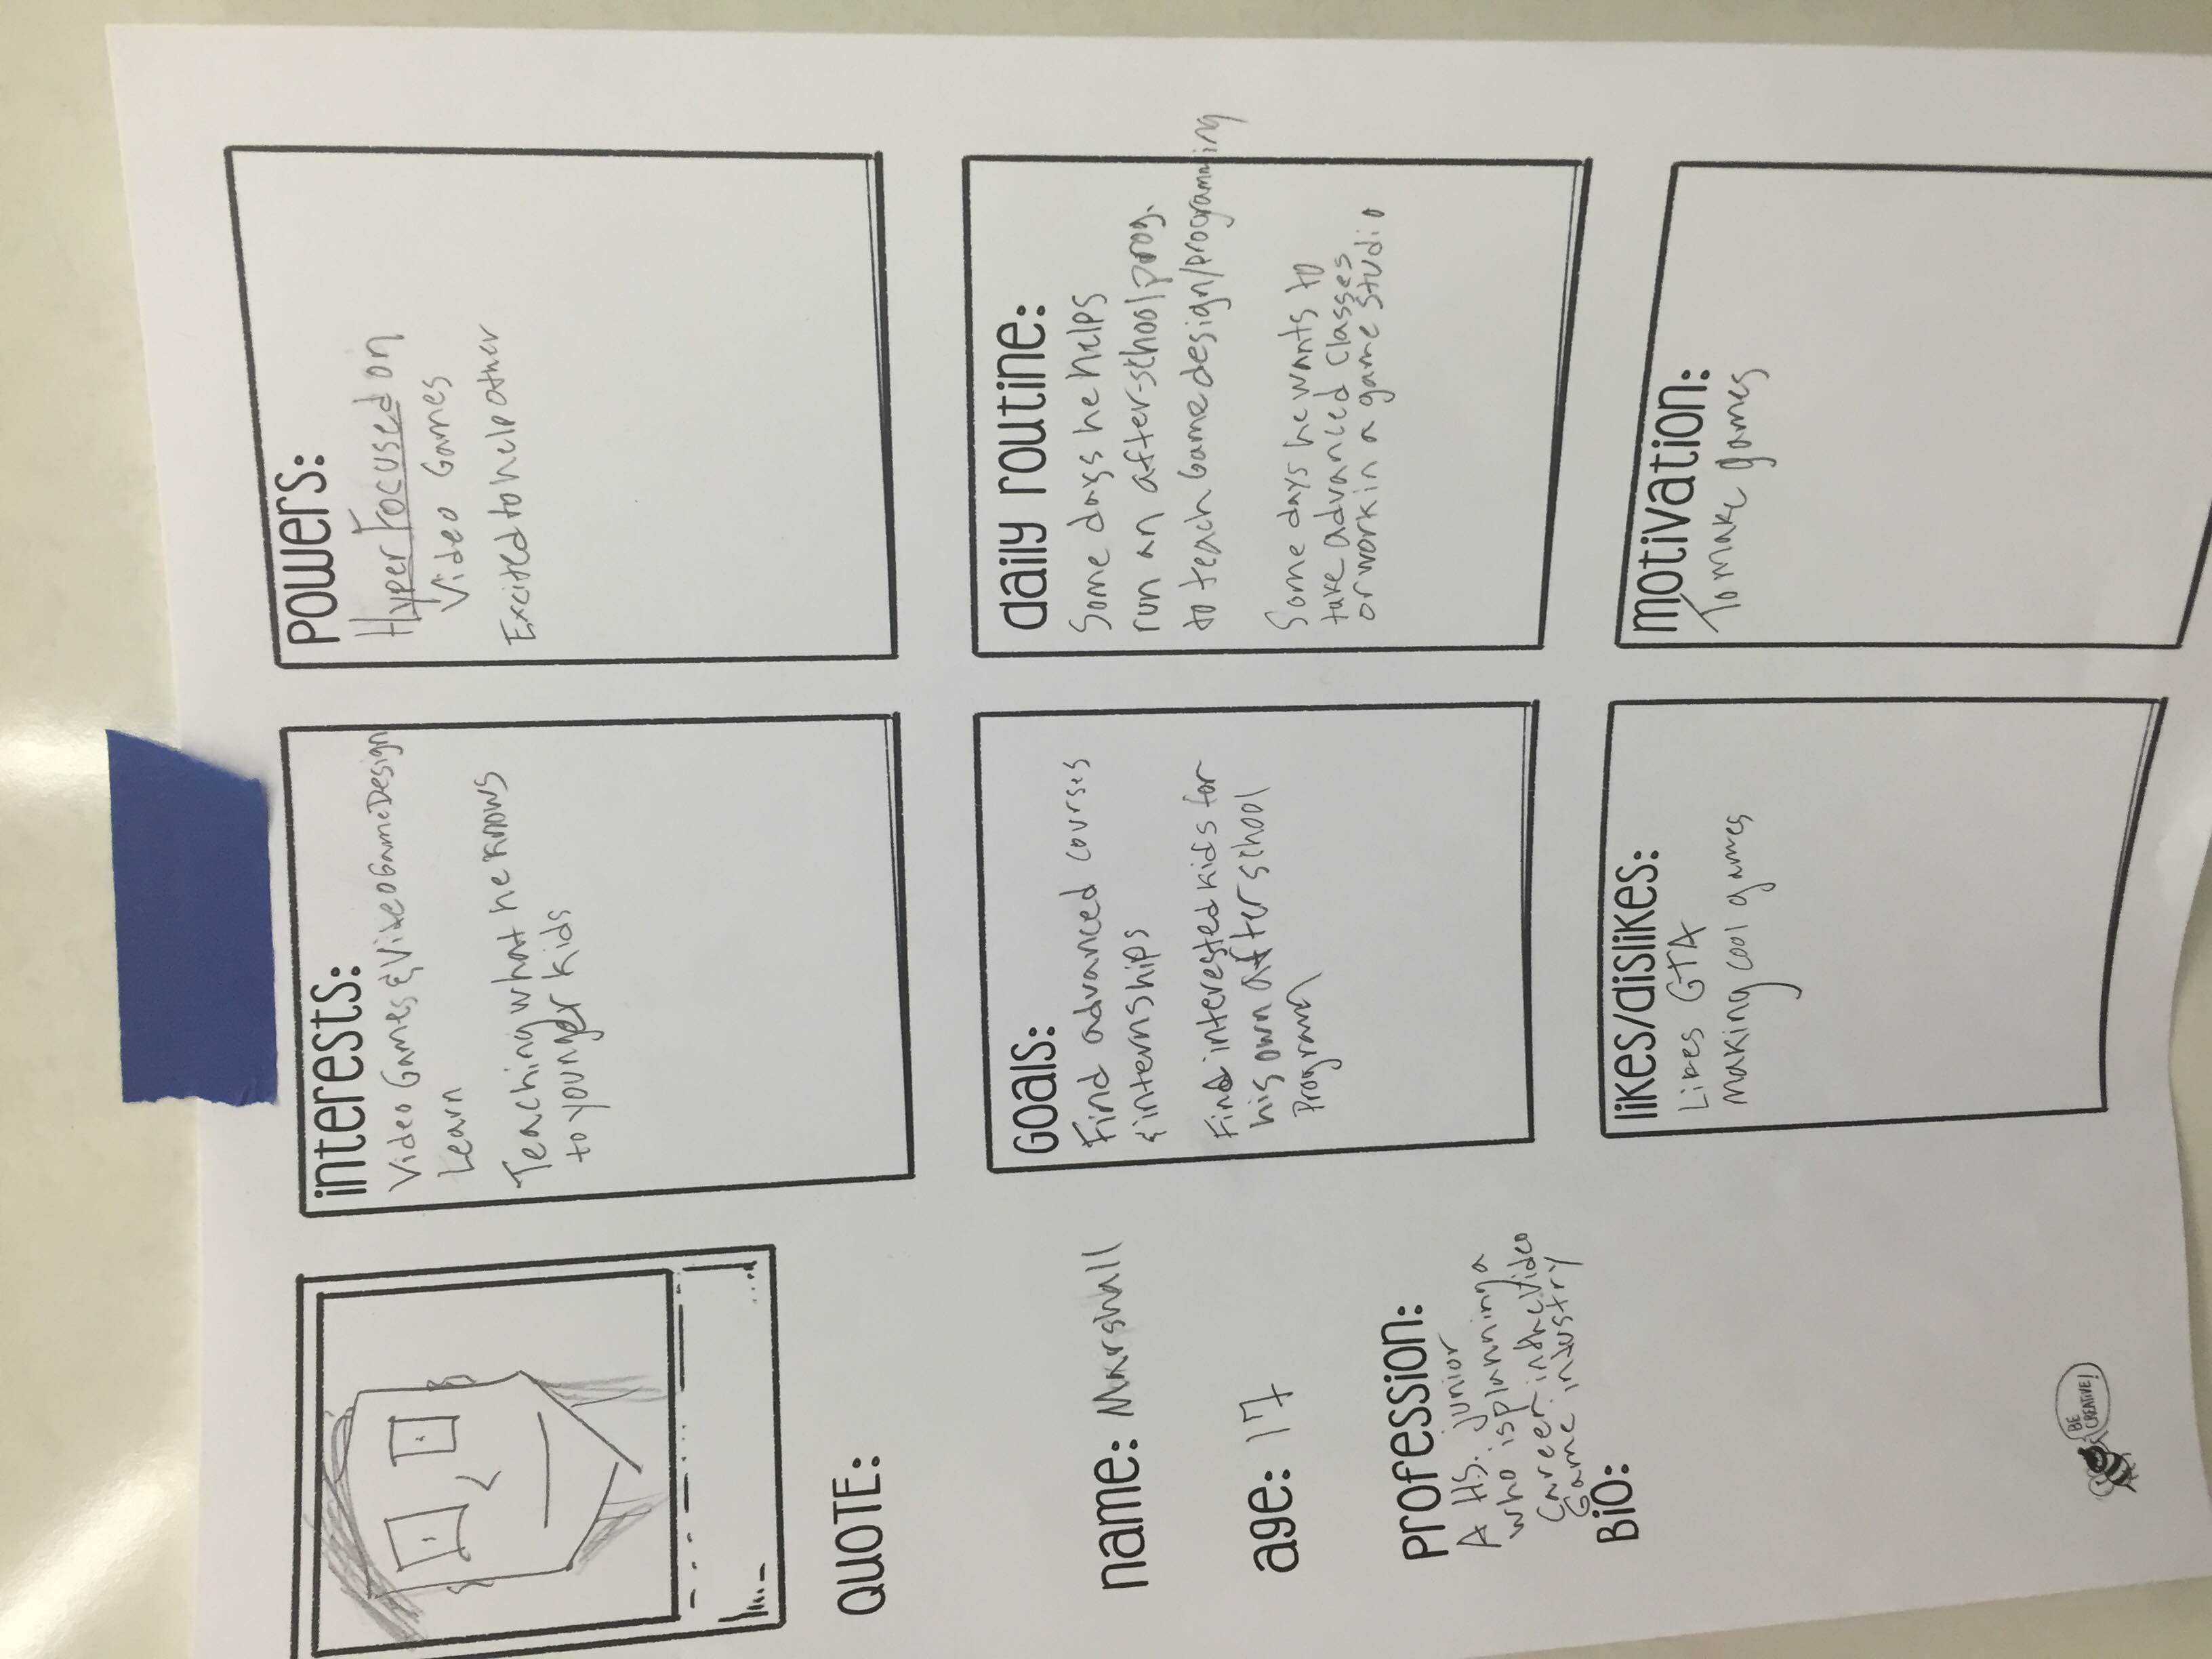 interests:
Video Games & Video Game Design
Learn
Teaching what he knows
to younger kids
Powers:
Hyper Focused on
Video Games
Excited to help other
QUOTE:
name: Marshall
age: 17
Profession:
A H.S. junior
who is planning a
Career in the Video
Game industry
BiO:
Goals:
Find advanced courses
& internships
Find interested kids for
his own after school
Program
daily routine:
Some days he helps
run an after-school prog.
to teach Game design/programming
Some days he wants to
take advanced classes
or work in a game studio
likes/dislikes:
Likes GTA
Making cool games
motivation:
To make games
BE
CREATIVE!